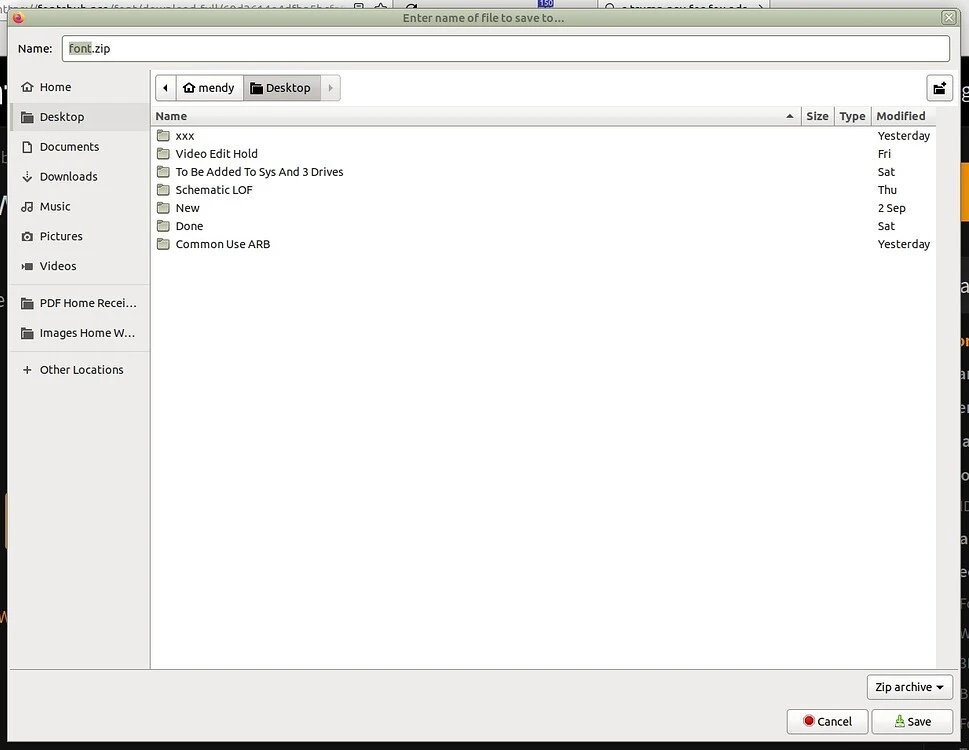 150
Enter name of file to save to…
Name: font.zip
Home
Desktop
Documents
Downloads
Music
Pictures
Videos
PDF Home Recei…
Images Home W…
Other Locations
mendy Desktop
Name Size Type Modified
xxx Yesterday
Video Edit Hold Fri
To Be Added To Sys And 3 Drives Sat
Schematic LOF Thu
New 2 Sep
Done Sat
Common Use ARB Yesterday
Zip archive
Cancel Save